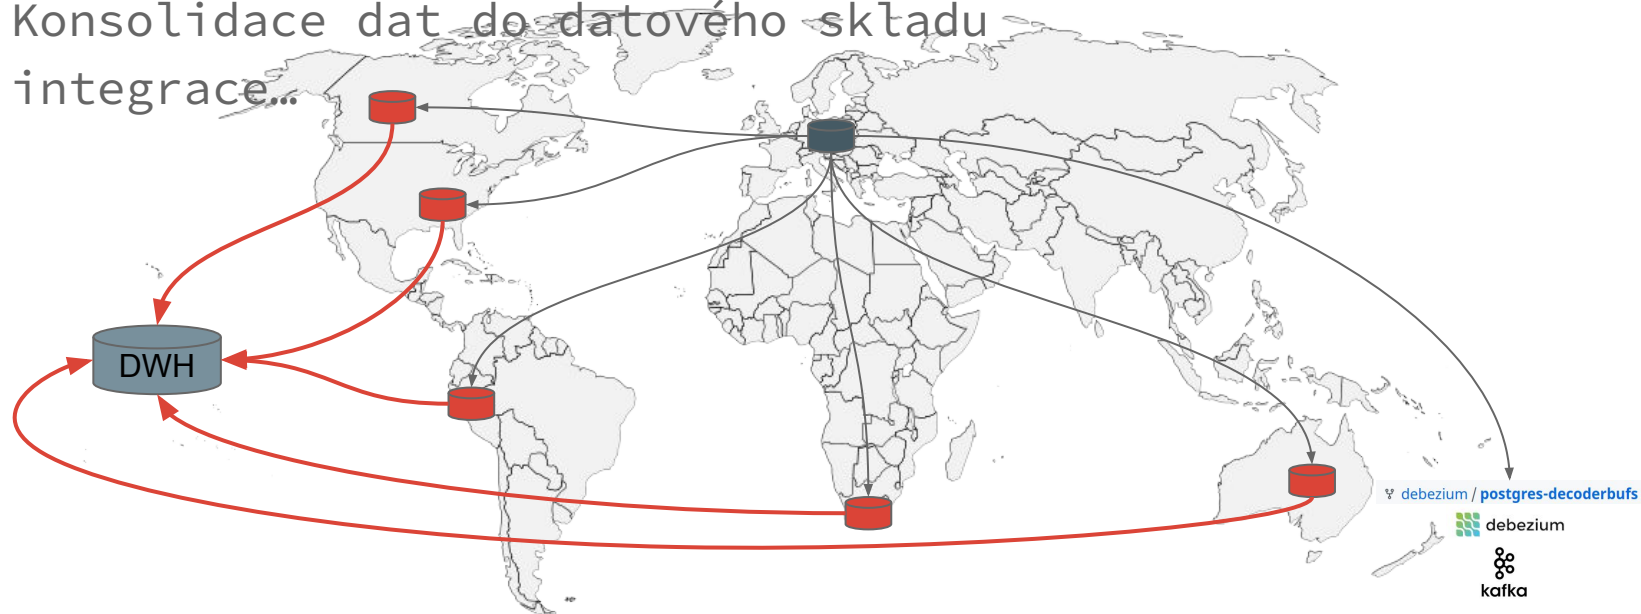 Konsolidace dat do datového skladu
integrace…
DWH
debezium / postgres-decoderbufs
debezium
kafka